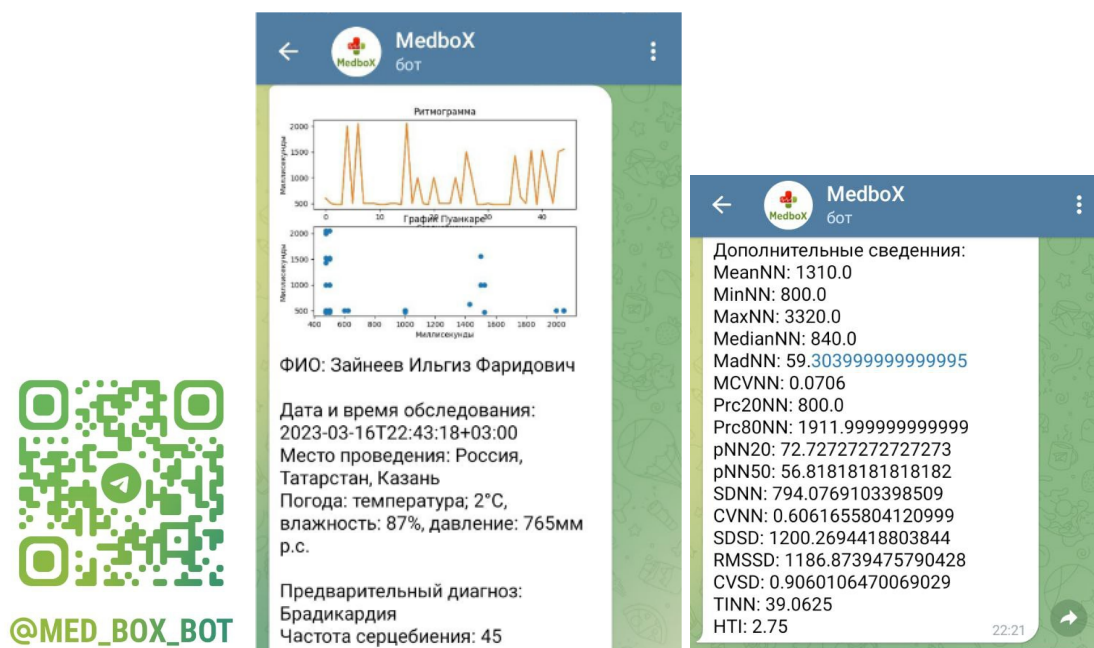 @MED_BOX_BOT
MedboX
MedboX
бот
Ритмограмма
2000
1500
1000
500
Миллисекунды
0
10
20
30
40
График Пуанкаре
2000
1500
1000
500
Миллисекунды
400
600
800
1000
1200
1400
1600
1800
2000
Миллисекунды
ФИО: Зайнеев Ильгиз Фаридович
Дата и время обследования:
2023-03-16T22:43:18+03:00
Место проведения: Россия,
Татарстан, Казань
Погода: температура; 2°C,
влажность: 87%, давление: 765мм
р.с.
Предварительный диагноз:
Брадикардия
Частота серцебиения: 45
MedboX
MedboX
бот
Дополнительные сведенния:
MeanNN: 1310.0
MinNN: 800.0
MaxNN: 3320.0
MedianNN: 840.0
MadNN: 59.303999999999995
MCVNN: 0.0706
Prc20NN: 800.0
Prc80NN: 1911.999999999999
pNN20: 72.72727272727273
pNN50: 56.81818181818182
SDNN: 794.0769103398509
CVNN: 0.6061655804120999
SDSD: 1200.2694418803844
RMSSD: 1186.8739475790428
CVSD: 0.9060106470069029
TINN: 39.0625
HTI: 2.75
22:21